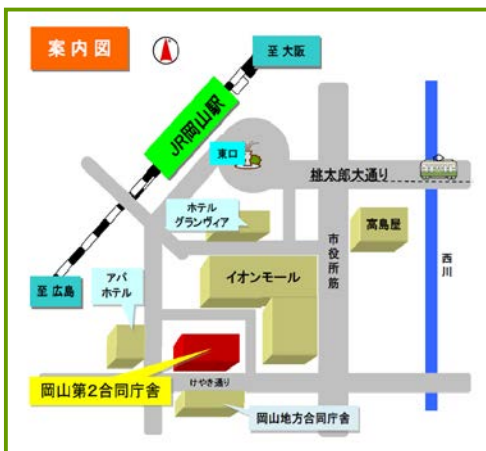 案内図
至 大阪
JR岡山駅
東口
桃太郎大通り
ホテル
グランヴィア
高島屋
市役所筋
西川
イオンモール
至 広島
アパ
ホテル
岡山第2合同庁舎
けやき通り
岡山地方合同庁舎